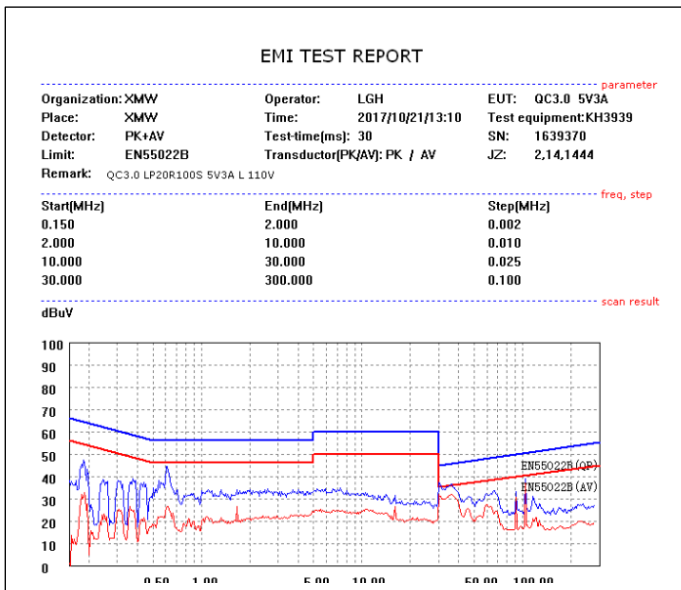 EMI TEST REPORT
parameter
Organization: XMW Operator: LGH EUT: QC3.0 5V3A
Place: XMW Time: 2017/10/21/13:10 Test equipment:KH3939
Detector: PK+AV Test-time(ms): 30 SN: 1639370
Limit: EN55022B Transductor(PK/AV): PK / AV JZ: 2,14,1444
Remark: QC3.0 LP20R100S 5V3A L 110V
freq, step
Start(MHz) End(MHz) Step(MHz)
0.150 2.000 0.002
2.000 10.000 0.010
10.000 30.000 0.025
30.000 300.000 0.100
scan result
dBuV
100
90
80
70
60
50
EN55022B(QP)
40
EN55022B(AV)
30
20
10
0
0.50 1.00 5.00 10.00 50.00 100.00